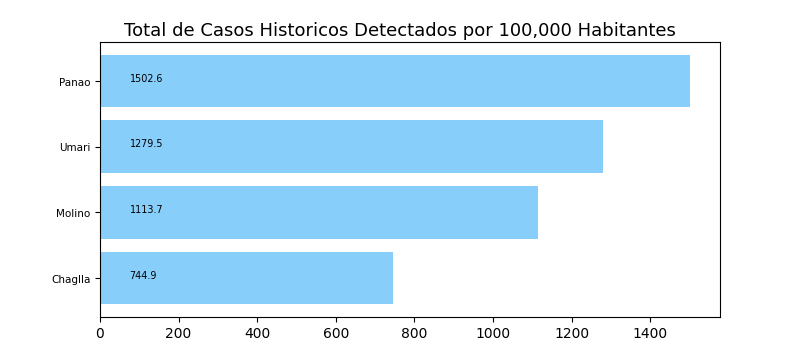 Total de Casos Historicos Detectados por 100,000 Habitantes
Panao 1502.6
Umari 1279.5
Molino 1113.7
Chaglla 744.9
0 200 400 600 800 1000 1200 1400